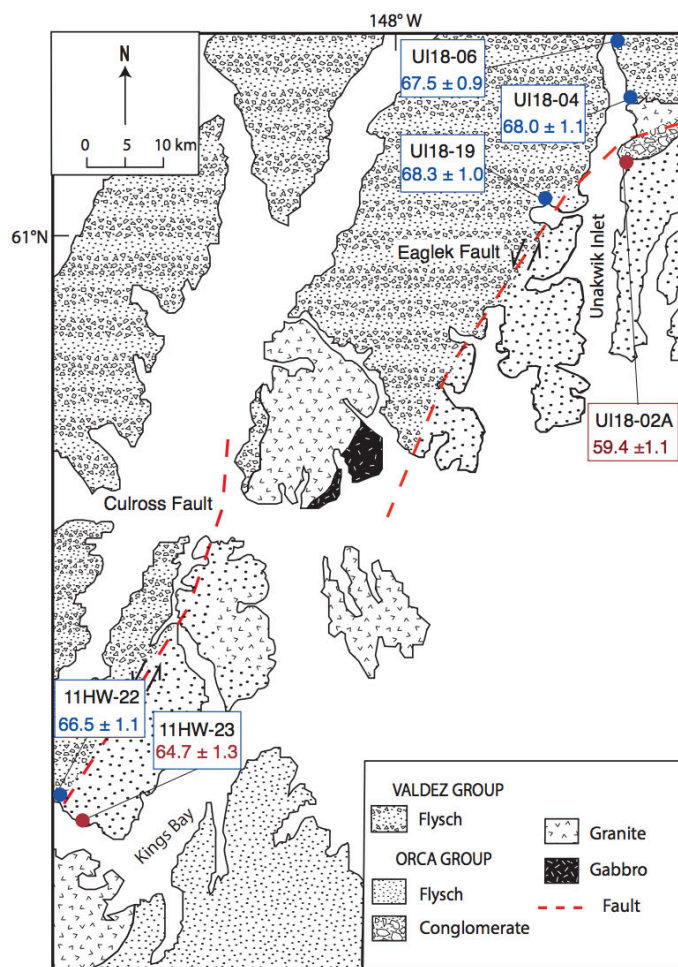 148° W
N
0 5 10 km
UI18-06
67.5 ± 0.9
UI18-04
68.0 ± 1.1
UI18-19
68.3 ± 1.0
61°N
Eaglek Fault
Unakwik Inlet
UI18-02A
59.4 ±1.1
Culross Fault
11HW-22
66.5 ± 1.1
11HW-23
64.7 ± 1.3
Kings Bay
VALDEZ GROUP
Flysch
ORCA GROUP
Flysch
Conglomerate
Granite
Gabbro
Fault